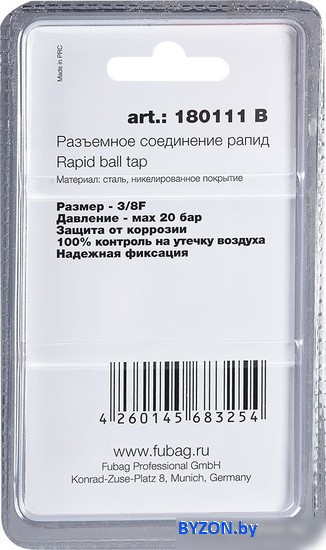 Made in PRC
art.: 180111 B
Разъемное соединение рапид
Rapid ball tap
Материал: сталь, никелированное покрытие
Размер - 3/8F
Давление - мах 20 бар
Защита от коррозии
100% контроль на утечку воздуха
Надежная фиксация
4 260145 683254
www.fubag.ru
Fubag Professional GmbH
Konrad-Zuse-Platz 8, Munich, Germany
BYZON.by